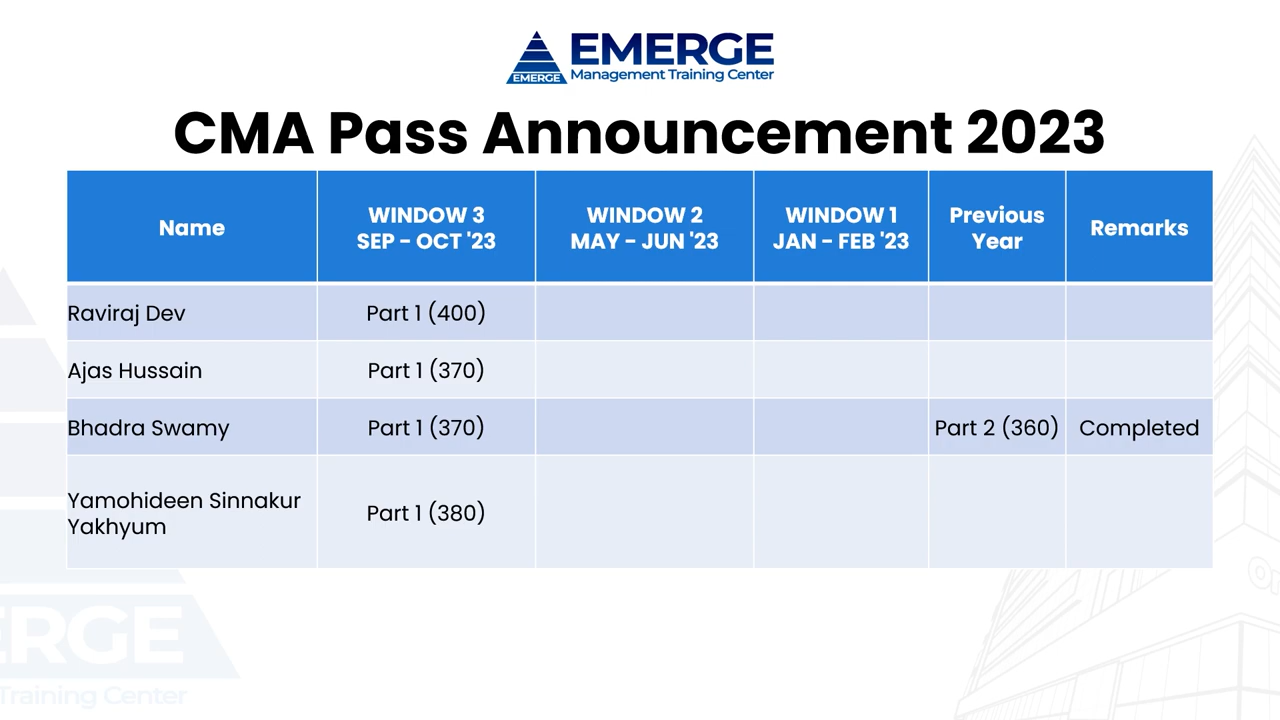 EMERGE
EMERGE
Management Training Center
CMA Pass Announcement 2023
Name
WINDOW 3
SEP - OCT '23
WINDOW 2
MAY - JUN '23
WINDOW 1
JAN - FEB '23
Previous
Year
Remarks
Raviraj Dev
Part 1 (400)
Ajas Hussain
Part 1 (370)
Bhadra Swamy
Part 1 (370)
Part 2 (360)
Completed
Yamohideen Sinnakur
Yakhyum
Part 1 (380)
ERGE
Training Center